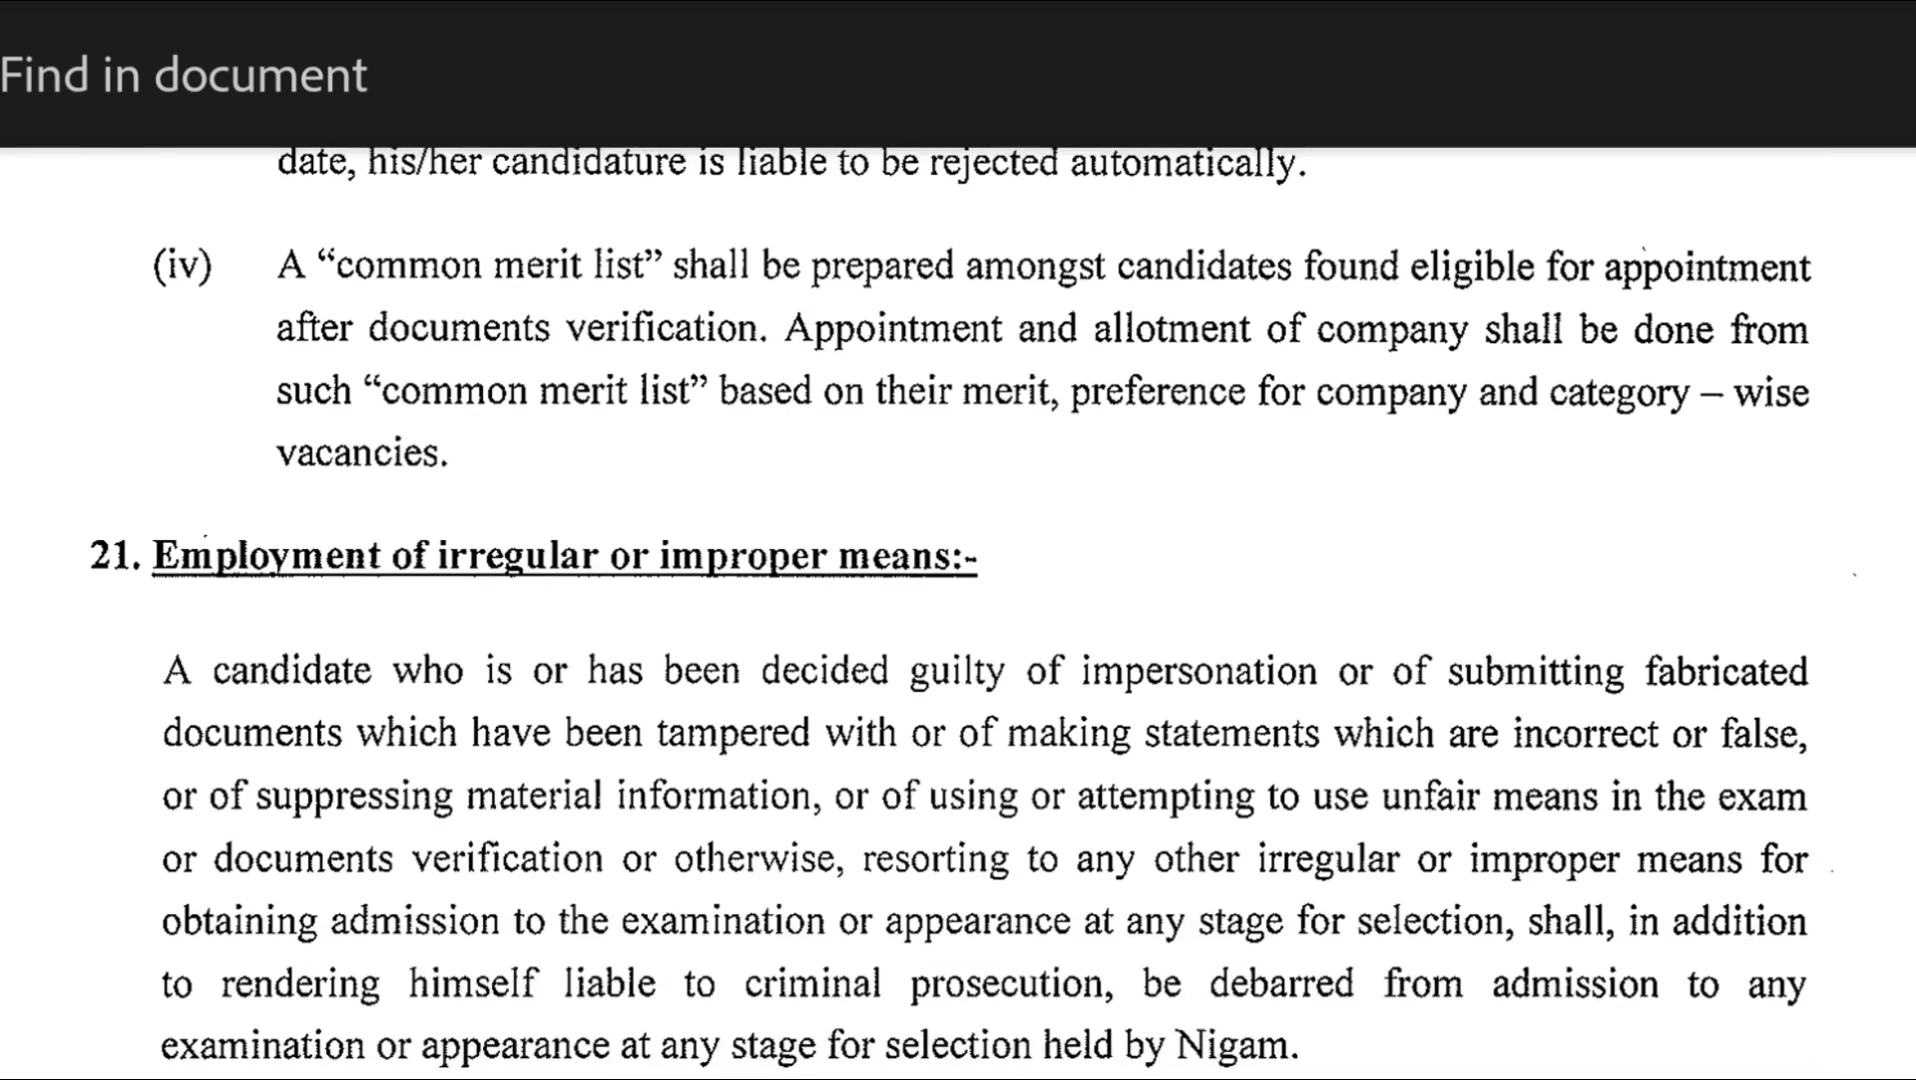 Find in document
date, his/her candidature is liable to be rejected automatically.
(iv) A “common merit list” shall be prepared amongst candidates found eligible for appointment
after documents verification. Appointment and allotment of company shall be done from
such “common merit list” based on their merit, preference for company and category – wise
vacancies.
21. Employment of irregular or improper means:-
A candidate who is or has been decided guilty of impersonation or of submitting fabricated
documents which have been tampered with or of making statements which are incorrect or false,
or of suppressing material information, or of using or attempting to use unfair means in the exam
or documents verification or otherwise, resorting to any other irregular or improper means for
obtaining admission to the examination or appearance at any stage for selection, shall, in addition
to rendering himself liable to criminal prosecution, be debarred from admission to any
examination or appearance at any stage for selection held by Nigam.